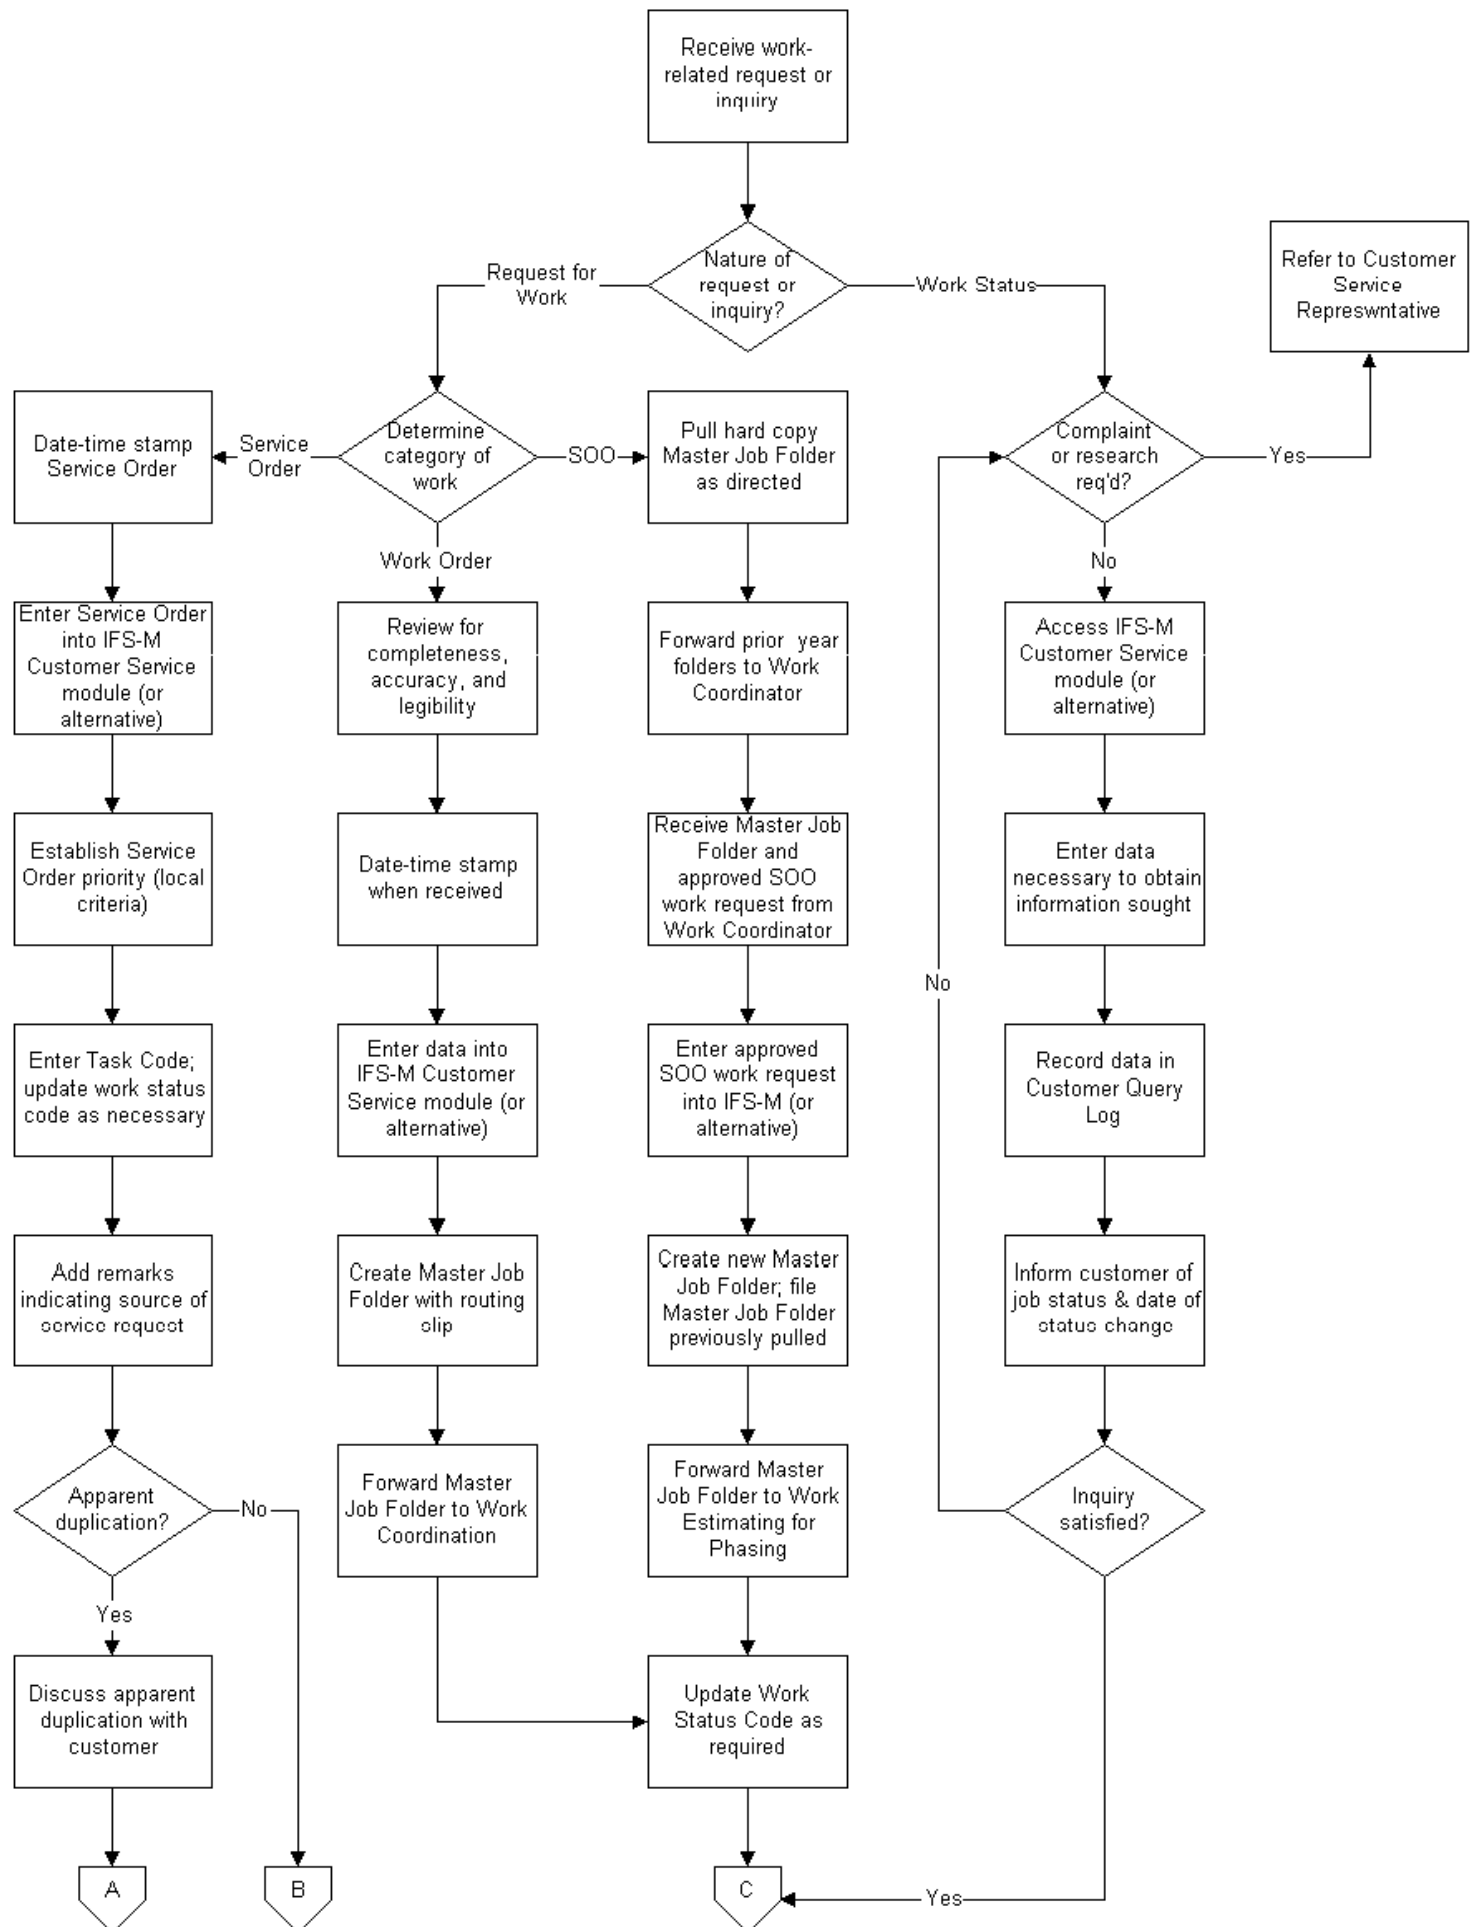 Receive work-
related request or
inquiry
Nature of
request or
inquiry?
Request for
Work
Work Status
Refer to Customer
Service
Represwntative
Date-time stamp
Service Order
Service
Order
Determine
category of
work
SOO
Pull hard copy
Master Job Folder
as directed
Complaint
or research
req'd?
Yes
Work Order
No
Enter Service Order
into IFS-M
Customer Service
module (or
alternative)
Review for
completeness,
accuracy, and
legibility
Forward prior year
folders to Work
Coordinator
Access IFS-M
Customer Service
module (or
alternative)
Establish Service
Order priority (local
criteria)
Date-time stamp
when received
Receive Master Job
Folder and
approved SOO
work request from
Work Coordinator
Enter data
necessary to obtain
information sought
No
Enter Task Code;
update work status
code as necessary
Enter data into
IFS-M Customer
Service module (or
alternative)
Enter approved
SOO work request
into IFS-M (or
alternative)
Record data in
Customer Query
Log
Add remarks
indicating source of
service request
Create Master Job
Folder with routing
slip
Create new Master
Job Folder; file
Master Job Folder
previously pulled
Inform customer of
job status & date of
status change
Apparent
duplication?
No
Forward Master
Job Folder to Work
Coordination
Forward Master
Job Folder to Work
Estimating for
Phasing
Inquiry
satisfied?
Yes
Discuss apparent
duplication with
customer
Update Work
Status Code as
required
A
B
C
Yes